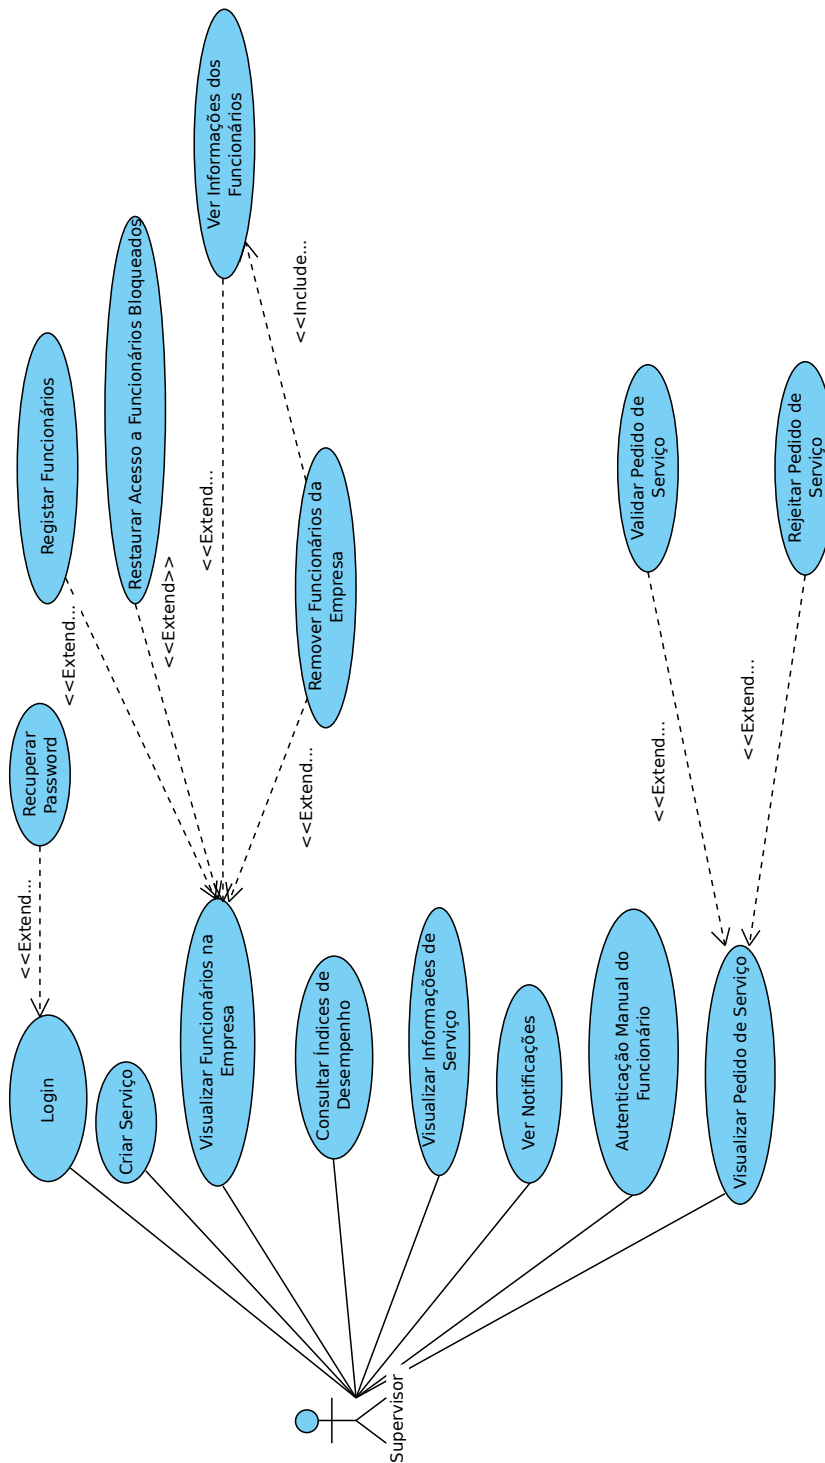 Supervisor
Login
Criar Serviço
Visualizar Funcionários na
Empresa
Consultar Índices de
Desempenho
Visualizar Informações de
Serviço
Ver Notificações
Autenticação Manual do
Funcionário
Visualizar Pedido de Serviço
<<Extend...
Recuperar
Password
<<Extend...
Registar Funcionários
<<Extend>>
Restaurar Acesso a Funcionários Bloqueados
<<Extend...
Ver Informações dos
Funcionários
<<Extend...
Remover Funcionários da
Empresa
<<Include...
<<Extend...
Validar Pedido de
Serviço
<<Extend...
Rejeitar Pedido de
Serviço